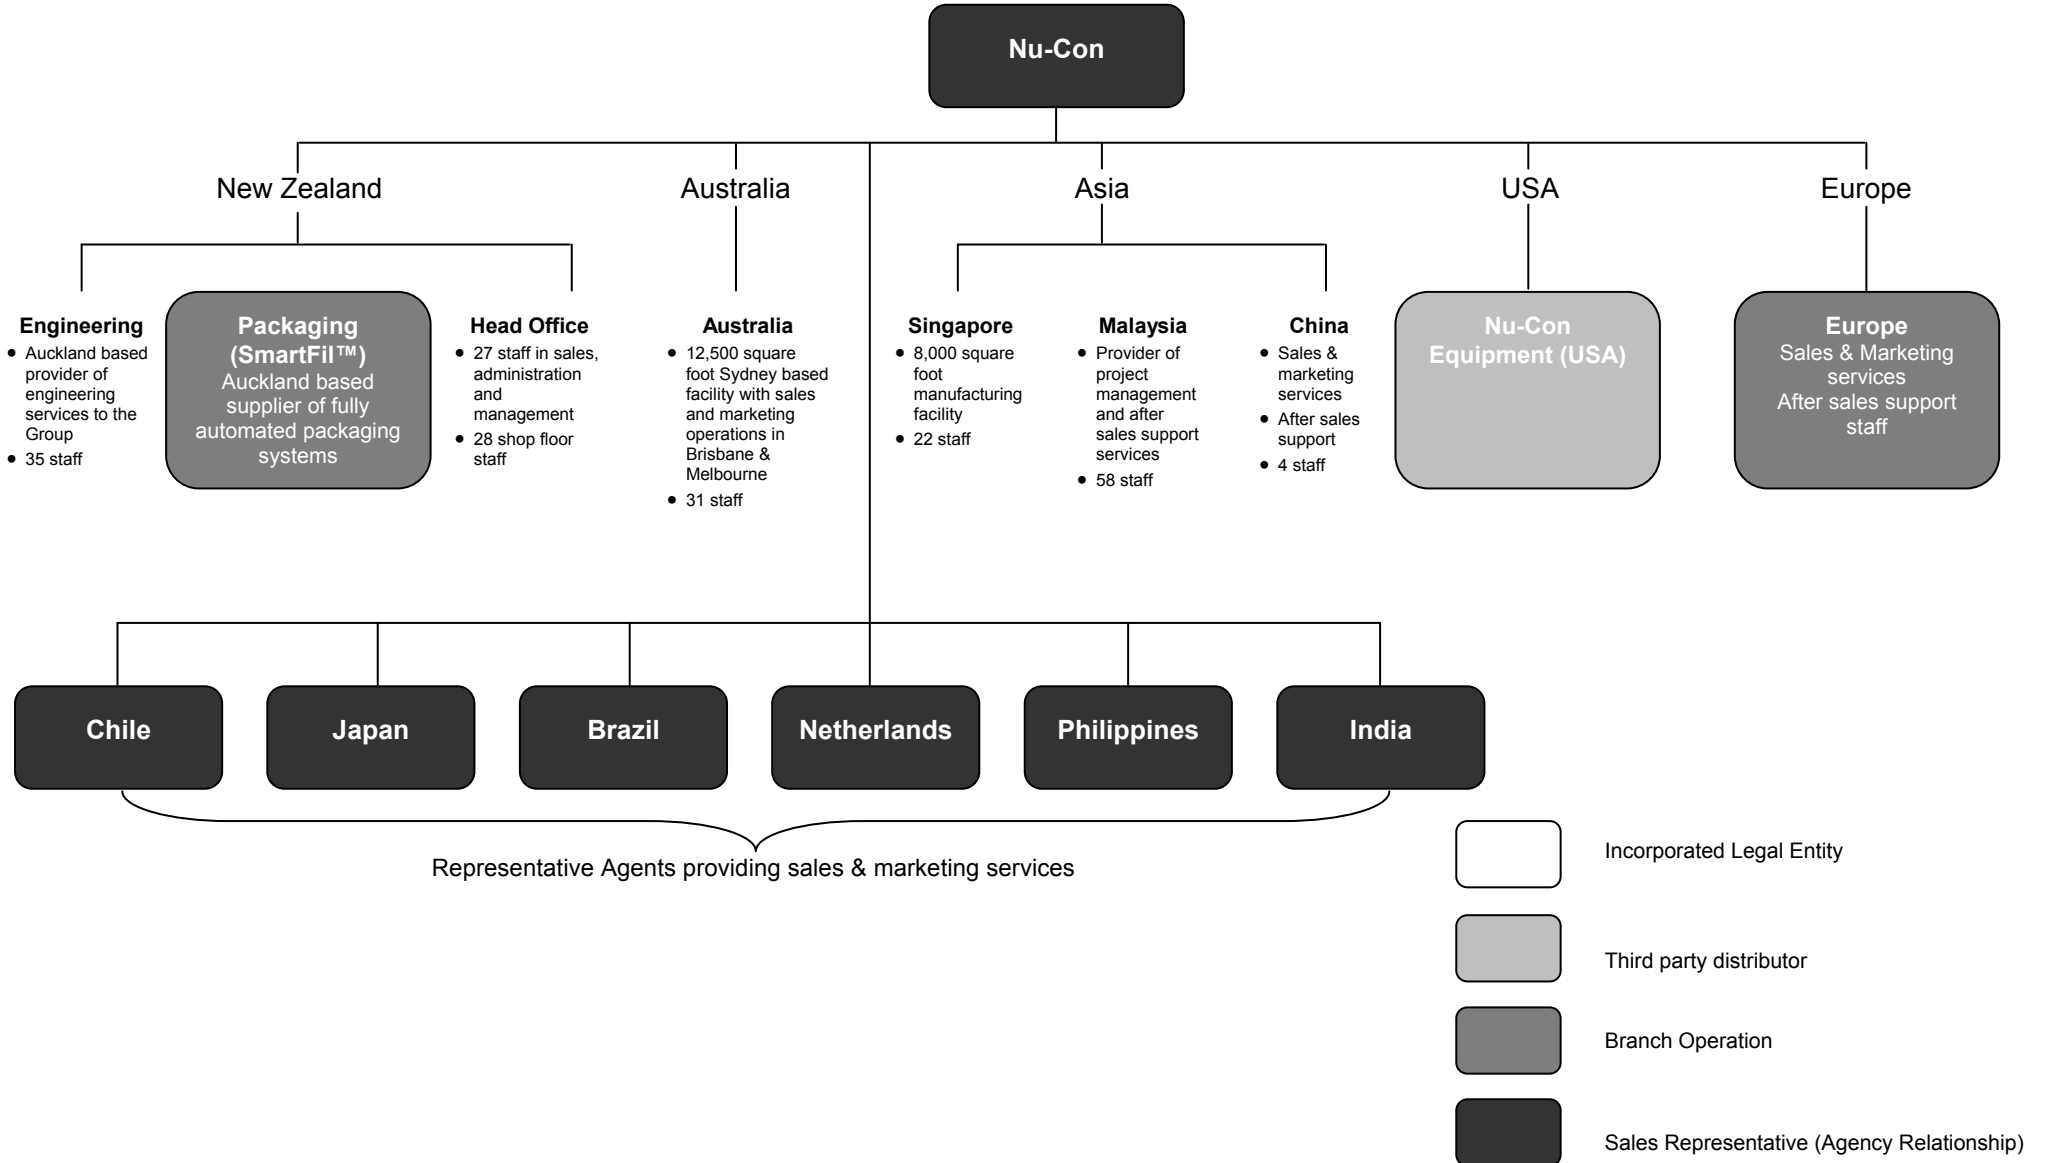 Nu-Con
New Zealand
Australia
Asia
USA
Europe
Engineering
• Auckland based
provider of
engineering
services to the
Group
• 35 staff
Packaging
(SmartFil™)
Auckland based
supplier of fully
automated packaging
systems
Head Office
• 27 staff in sales,
administration
and
management
• 28 shop floor
staff
Australia
• 12,500 square
foot Sydney based
facility with sales
and marketing
operations in
Brisbane &
Melbourne
• 31 staff
Singapore
• 8,000 square
foot
manufacturing
facility
• 22 staff
Malaysia
• Provider of
project
management
and after
sales support
services
• 58 staff
China
• Sales &
marketing
services
• After sales
support
• 4 staff
Nu-Con
Equipment (USA)
Europe
Sales & Marketing
services
After sales support
staff
Chile
Japan
Brazil
Netherlands
Philippines
India
Representative Agents providing sales & marketing services
Incorporated Legal Entity
Third party distributor
Branch Operation
Sales Representative (Agency Relationship)